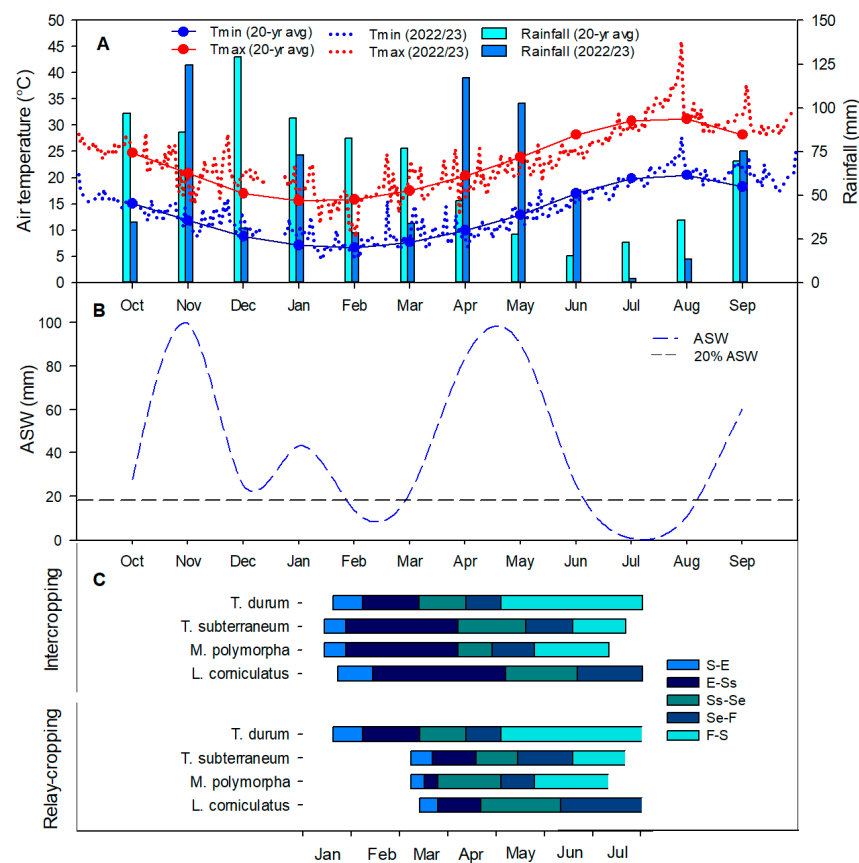 A
Tmin (20-yr avg) Tmin (2022/23) Rainfall (20-yr avg)
Tmax (20-yr avg) Tmax (2022/23) Rainfall (2022/23)
Air temperature (°C)
50
45
40
35
30
25
20
15
10
5
0
Rainfall (mm)
150
125
100
75
50
25
0
Oct Nov Dec Jan Feb Mar Apr May Jun Jul Aug Sep
B
ASW
20% ASW
ASW (mm)
100
80
60
40
20
0
Oct Nov Dec Jan Feb Mar Apr May Jun Jul Aug Sep
C
Intercropping
T. durum
T. subterraneum
M. polymorpha
L. corniculatus
S-E
E-Ss
Ss-Se
Se-F
F-S
Relay-cropping
T. durum
T. subterraneum
M. polymorpha
L. corniculatus
Jan Feb Mar Apr May Jun Jul